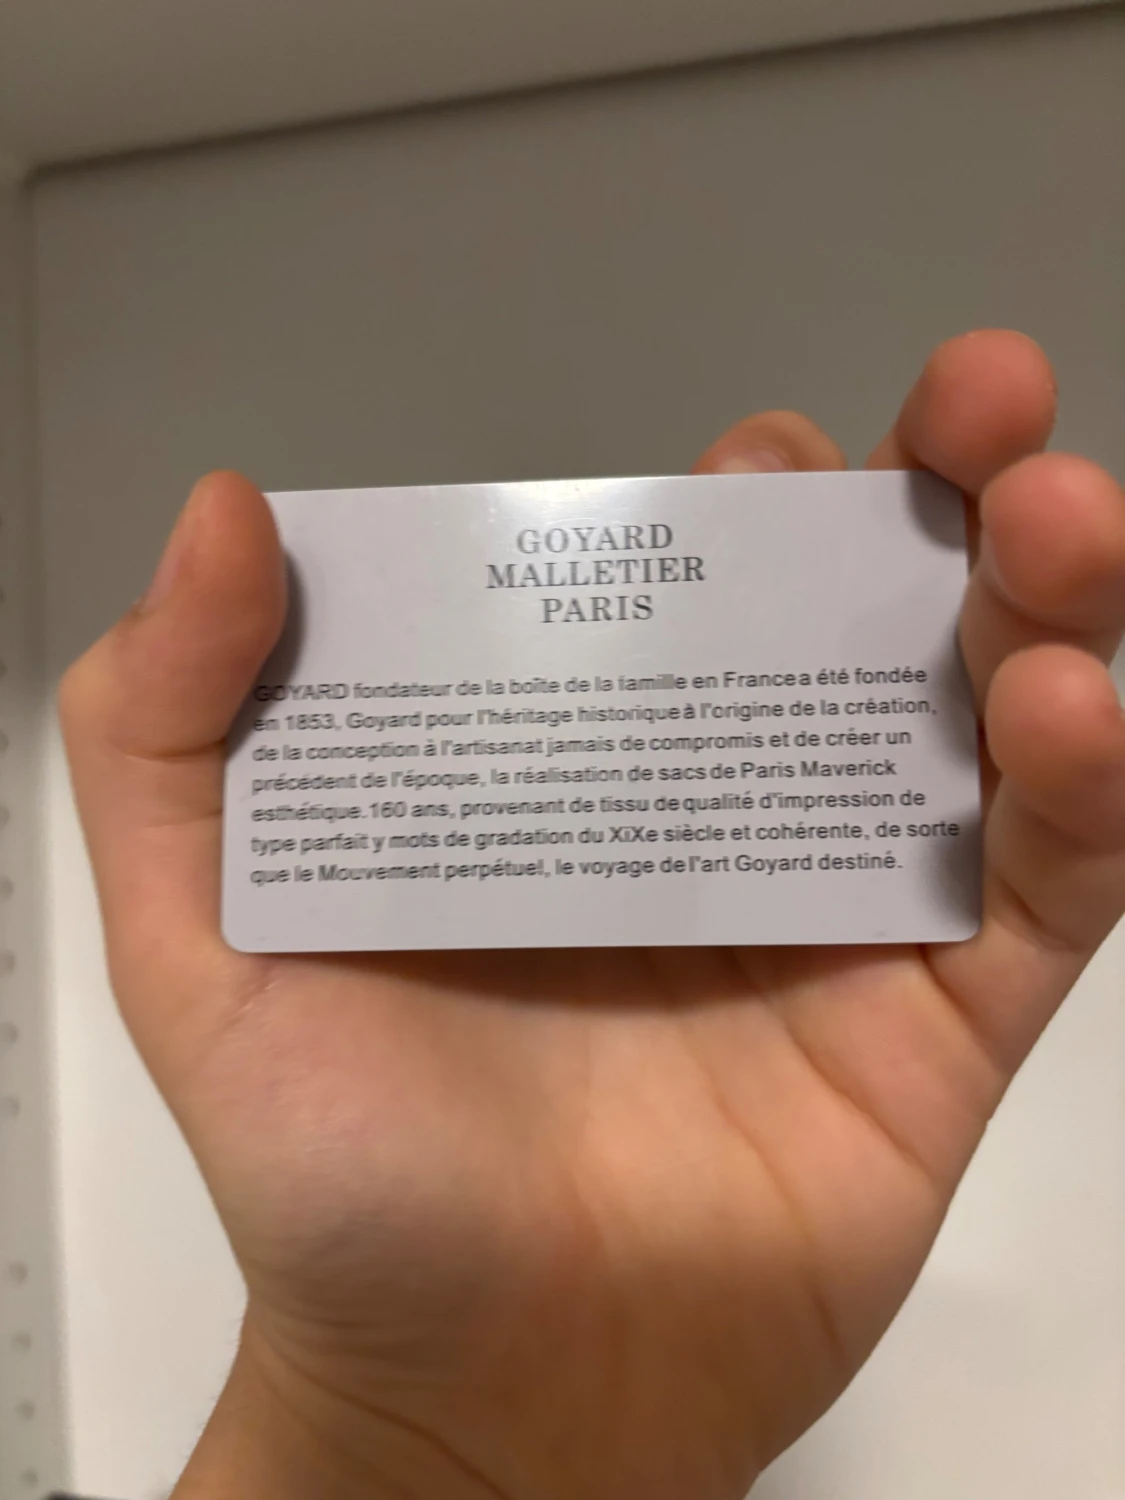 GOYARD
MALLETIER
PARIS
GOYARD fondateur de la boîte de la famille en France a été fondée
en 1853, Goyard pour l'héritage historique à l'origine de la création,
de la conception à l'artisanat jamais de compromis et de créer un
précédent de l'époque, la réalisation de sacs de Paris Maverick
esthétique.160 ans, provenant de tissu de qualité d'impression de
type parfait y mots de gradation du XiXe siècle et cohérente, de sorte
que le Mouvement perpétuel, le voyage de l'art Goyard destiné.